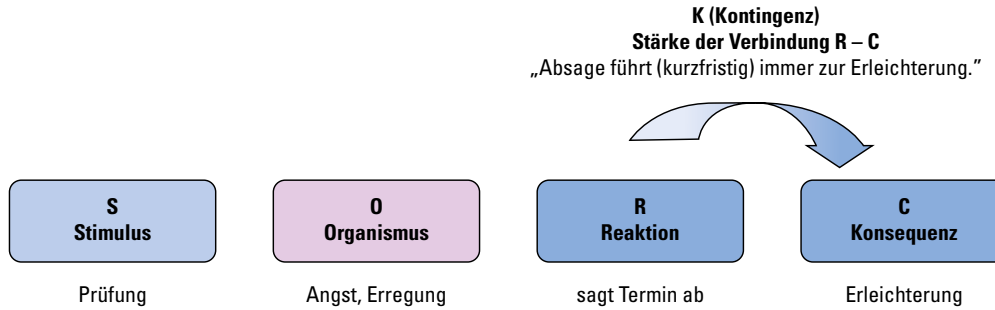 K (Kontingenz)
Stärke der Verbindung R – C
„Absage führt (kurzfristig) immer zur Erleichterung.”
S
Stimulus
O
Organismus
R
Reaktion
C
Konsequenz
Prüfung
Angst, Erregung
sagt Termin ab
Erleichterung